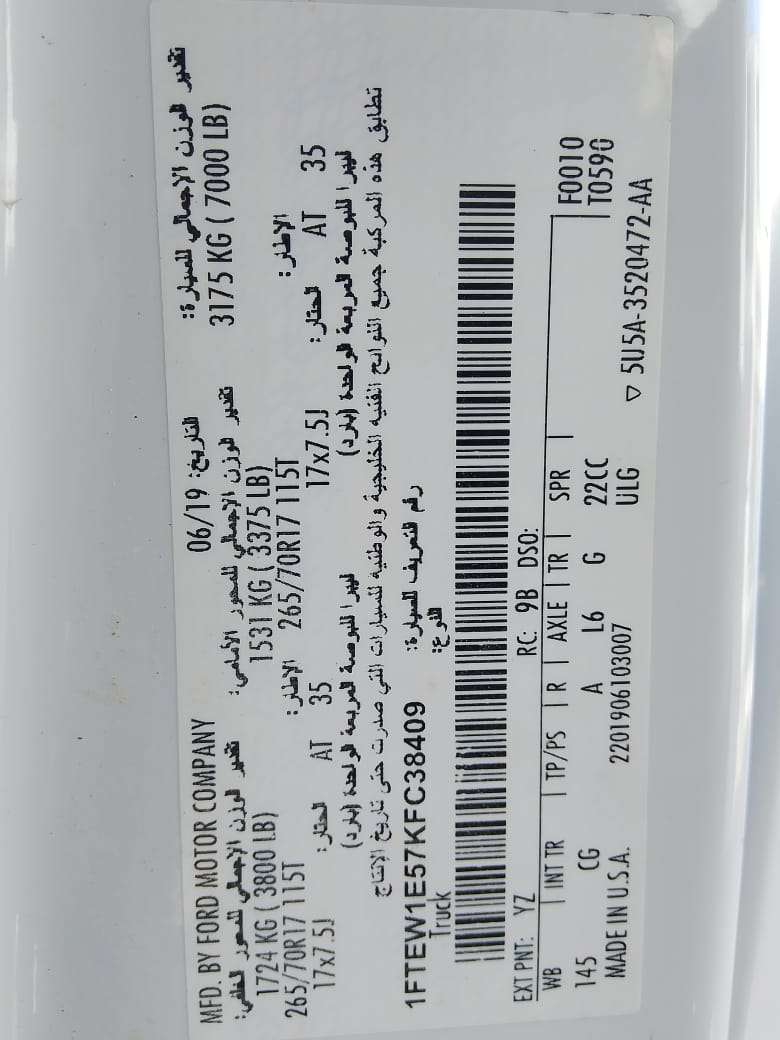 MFD. BY FORD MOTOR COMPANY 06/19 :التاريخ تقدير الوزن الإجمالي للسيارة:
تقدير الوزن الإجمالي للمحور الخلفي: تقدير الوزن الإجمالي للمحور الأمامي: 3175 KG ( 7000 LB)
1724 KG ( 3800 LB) 1531 KG ( 3375 LB)
265/70R17 115T الإطار: 265/70R17 115T الإطار:
17x7.5J الحتار: AT 35 17x7.5J الحتار: AT 35
ليبرا للبوصة المربعة الواحدة (بارد) ليبرا للبوصة المربعة الواحدة (بارد)
تطابق هذه المركبة جميع اللوائح الفنية الخليجية والوطنية للسيارات التي صدرت حتى تاريخ الانتاج
1FTEW1E57KFC38409 رقم التعريف للسيارة:
Truck النوع:
EXT PNT: YZ RC: 9B DSO:
WB INT TR TP/PS R AXLE TR SPR F0010
145 CG A L6 G 22CC T0590
MADE IN U.S.A. 2201906103007 ULG
▽ 5U5A-3520472-AA